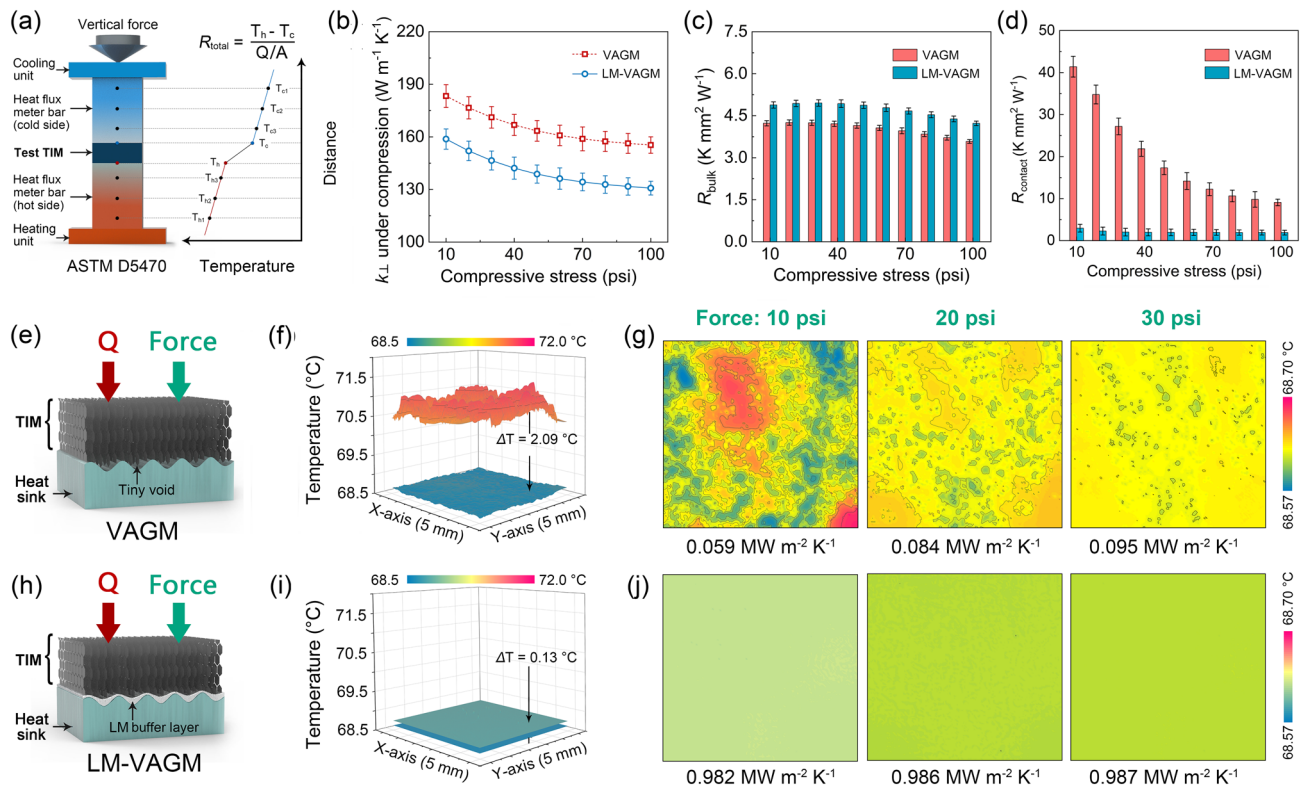 (a)
Vertical force
Cooling
unit
Heat flux
meter bar
(cold side)
Test TIM
Heat flux
meter bar
(hot side)
Heating
unit
ASTM D5470
R_total = (T_h - T_c) / (Q/A)
T_c1
T_c2
T_c3
T_c
T_h
T_h3
T_h2
T_h1
Temperature
Distance
(b)
k⊥ under compression (W m⁻¹ K⁻¹)
220
190
160
130
100
VAGM
LM-VAGM
10 40 70 100
Compressive stress (psi)
(c)
R_bulk (K mm² W⁻¹)
7.5
6.0
4.5
3.0
1.5
0.0
VAGM
LM-VAGM
10 40 70 100
Compressive stress (psi)
(d)
R_contact (K mm² W⁻¹)
50
40
30
20
10
0
VAGM
LM-VAGM
10 40 70 100
Compressive stress (psi)
(e)
Q Force
TIM
Heat
sink
Tiny void
VAGM
(f)
68.5 72.0 °C
Temperature (°C)
71.5
70.5
69.5
68.5
ΔT = 2.09 °C
X-axis (5 mm)
Y-axis (5 mm)
(g)
Force: 10 psi 20 psi 30 psi
0.059 MW m⁻² K⁻¹ 0.084 MW m⁻² K⁻¹ 0.095 MW m⁻² K⁻¹
68.57 68.70 °C
(h)
Q Force
TIM
Heat
sink
LM buffer layer
LM-VAGM
(i)
68.5 72.0 °C
Temperature (°C)
71.5
70.5
69.5
68.5
ΔT = 0.13 °C
X-axis (5 mm)
Y-axis (5 mm)
(j)
0.982 MW m⁻² K⁻¹ 0.986 MW m⁻² K⁻¹ 0.987 MW m⁻² K⁻¹
68.57 68.70 °C